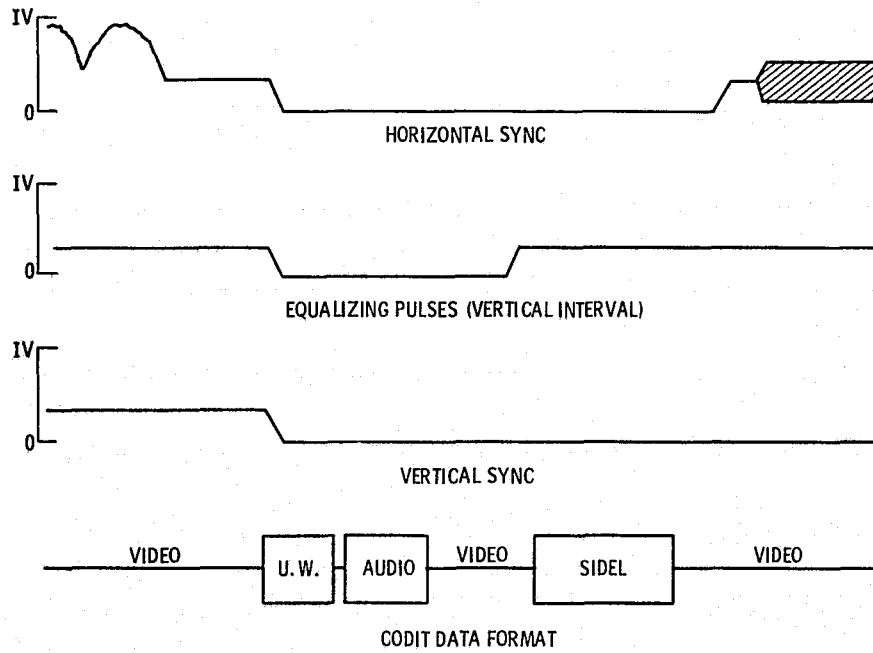 IV
0
HORIZONTAL SYNC
IV
0
EQUALIZING PULSES (VERTICAL INTERVAL)
IV
0
VERTICAL SYNC
VIDEO
U. W.
AUDIO
VIDEO
SIDEL
VIDEO
CODIT DATA FORMAT